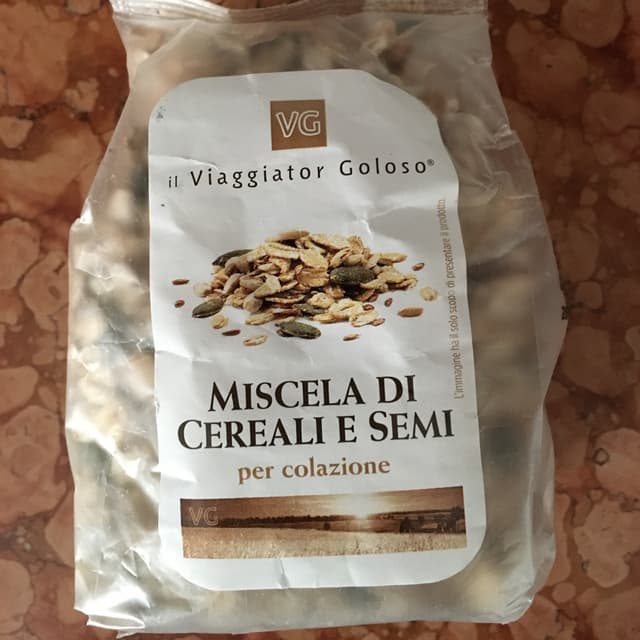 VG
il Viaggiator Goloso®
L'immagine ha il solo scopo di presentare il prodotto.
MISCELA DI
CEREALI E SEMI
per colazione
VG